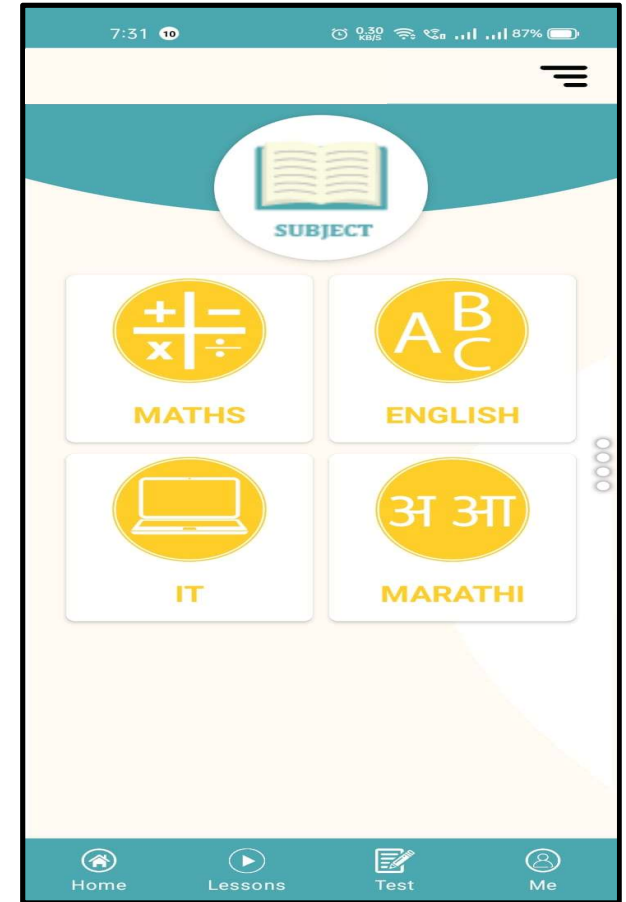 7:31 10 0.30 KB/S 87%
SUBJECT
+ − × ÷ A B C
MATHS ENGLISH
अ आ
IT MARATHI
Home Lessons Test Me